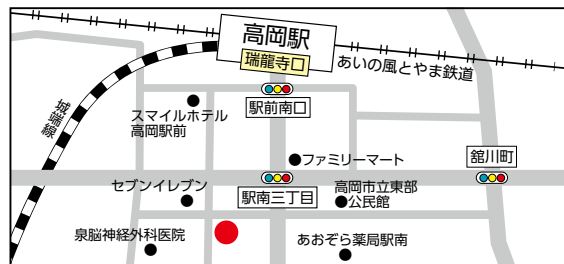 高岡駅
瑞龍寺口
あいの風とやま鉄道
城端線
スマイルホテル
高岡駅前
駅前南口
ファミリーマート
舘川町
セブンイレブン
駅南三丁目
高岡市立東部
公民館
泉脳神経外科医院
あおぞら薬局駅南